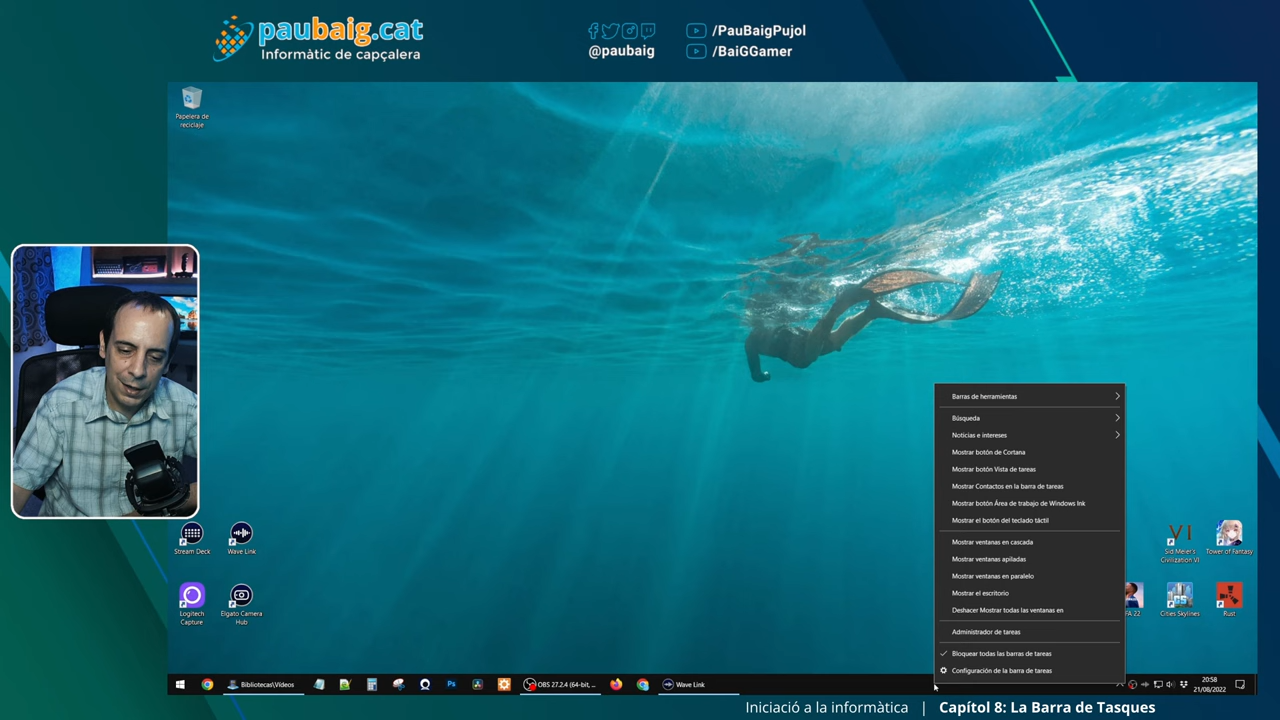 paubaig.cat
Informàtic de capçalera
@paubaig
/PauBaigPujol
/BaiGGamer
Papelera de
reciclaje
Stream Deck
Wave Link
Logitech
Capture
Elgato Camera
Hub
Barras de herramientas
Búsqueda
Noticias e intereses
Mostrar botón de Cortana
Mostrar botón Vista de tareas
Mostrar Contactos en la barra de tareas
Mostrar botón Área de trabajo de Windows Ink
Mostrar el botón del teclado táctil
Mostrar ventanas en cascada
Mostrar ventanas apiladas
Mostrar ventanas en paralelo
Mostrar el escritorio
Deshacer Mostrar todas las ventanas en
Administrador de tareas
Bloquear todas las barras de tareas
Configuración de la barra de tareas
VI
Sid Meier's
Civilization VI
Tower of Fantasy
FA 22
Cities Skylines
Rust
Bibliotecas\Vídeos
Ps
OBS 27.2.4 (64-bit, ...
Wave Link
20:58
21/08/2022
Iniciació a la informàtica | Capítol 8: La Barra de Tasques